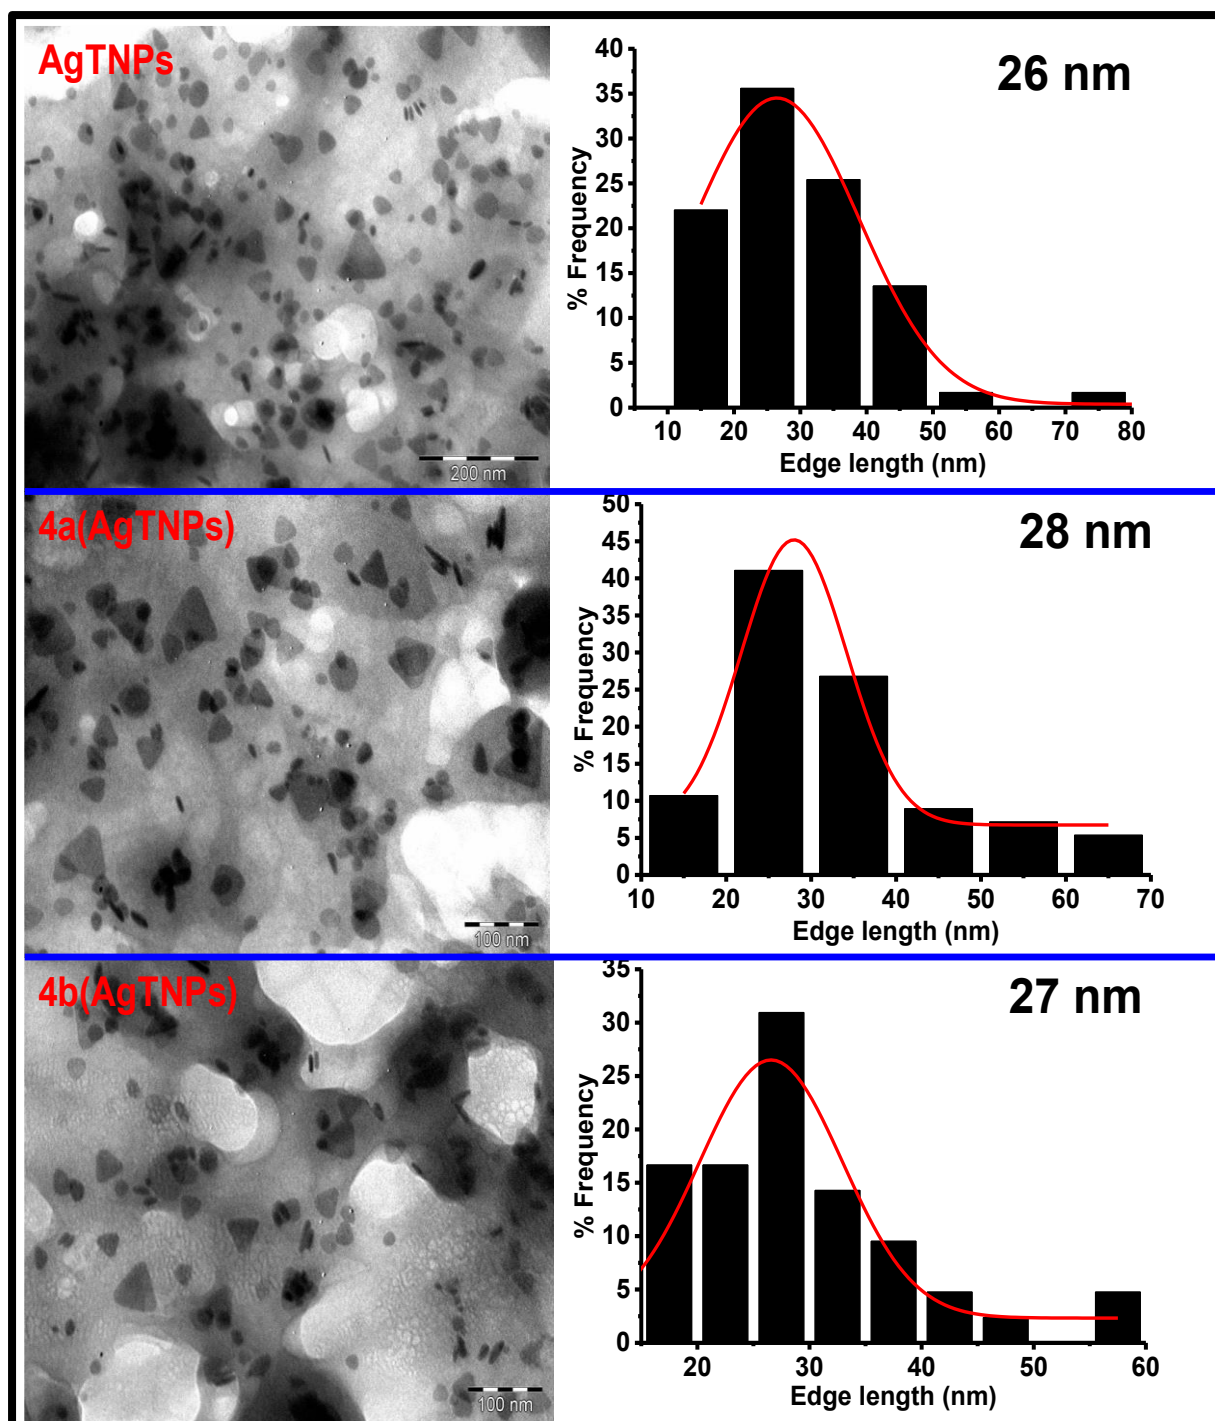 AgTNPs
200 nm
26 nm
% Frequency
40
35
30
25
20
15
10
5
0
10 20 30 40 50 60 70 80
Edge length (nm)
4a(AgTNPs)
100 nm
28 nm
% Frequency
50
45
40
35
30
25
20
15
10
5
0
10 20 30 40 50 60 70
Edge length (nm)
4b(AgTNPs)
100 nm
27 nm
% Frequency
35
30
25
20
15
10
5
0
20 30 40 50 60
Edge length (nm)